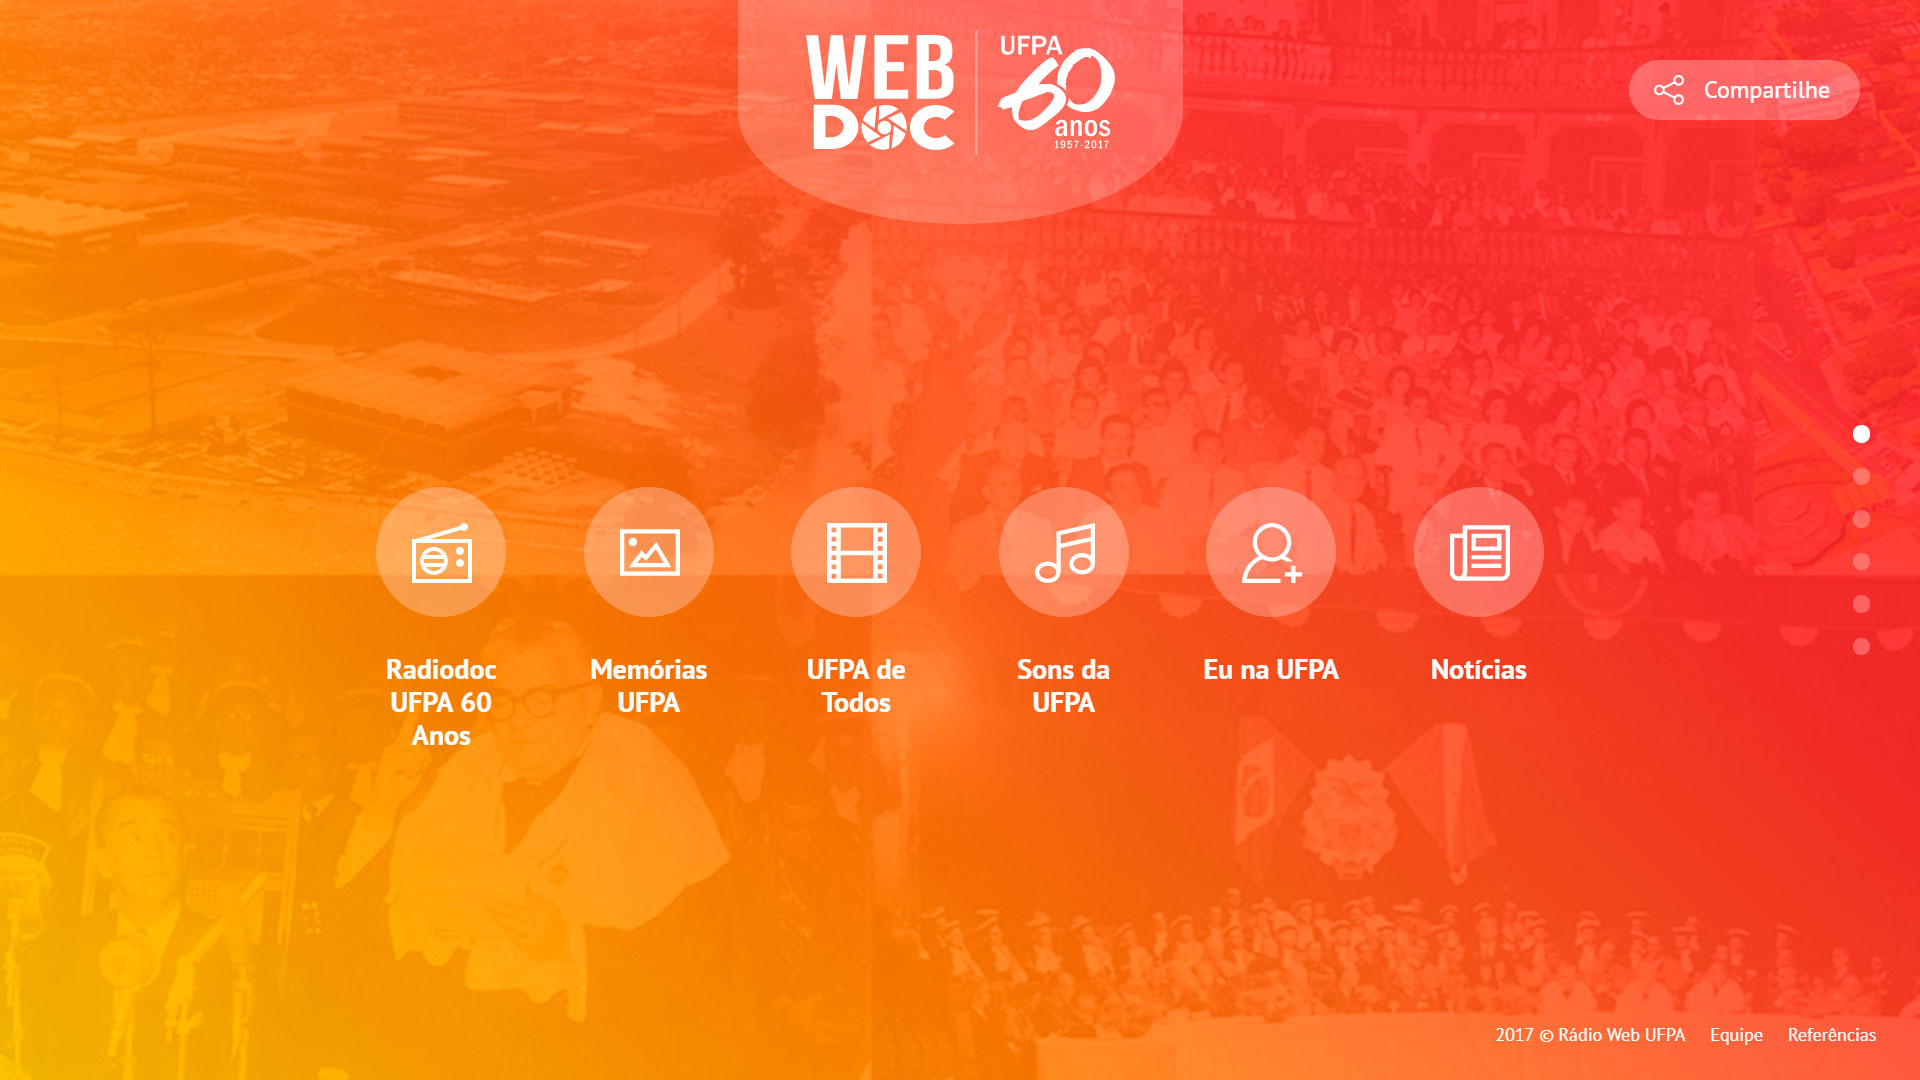 WEB
DOC
UFPA
60
anos
1957-2017
Compartilhe
Radiodoc
UFPA 60
Anos
Memórias
UFPA
UFPA de
Todos
Sons da
UFPA
Eu na UFPA
Notícias
2017 © Rádio Web UFPA Equipe Referências